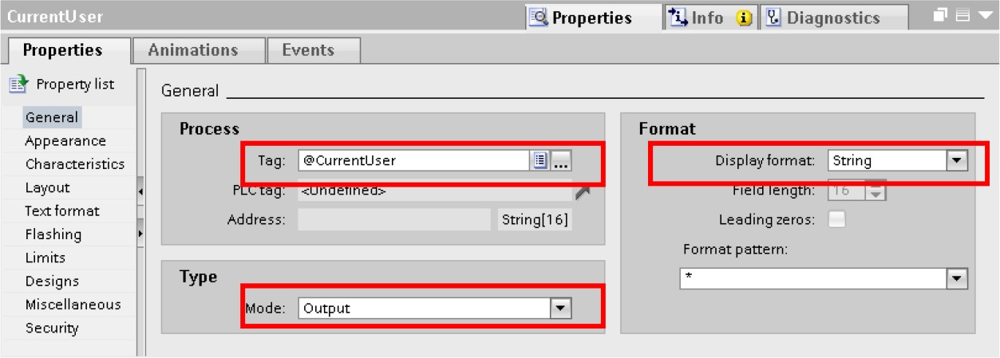 CurrentUser
Properties
Info
Diagnostics
Properties
Animations
Events
Property list
General
Appearance
Characteristics
Layout
Text format
Flashing
Limits
Designs
Miscellaneous
Security
General
Process
Tag: @CurrentUser ...
PLC tag: <Undefined>
Address: String[16]
Type
Mode: Output
Format
Display format: String
Field length: 16
Leading zeros:
Format pattern:
*